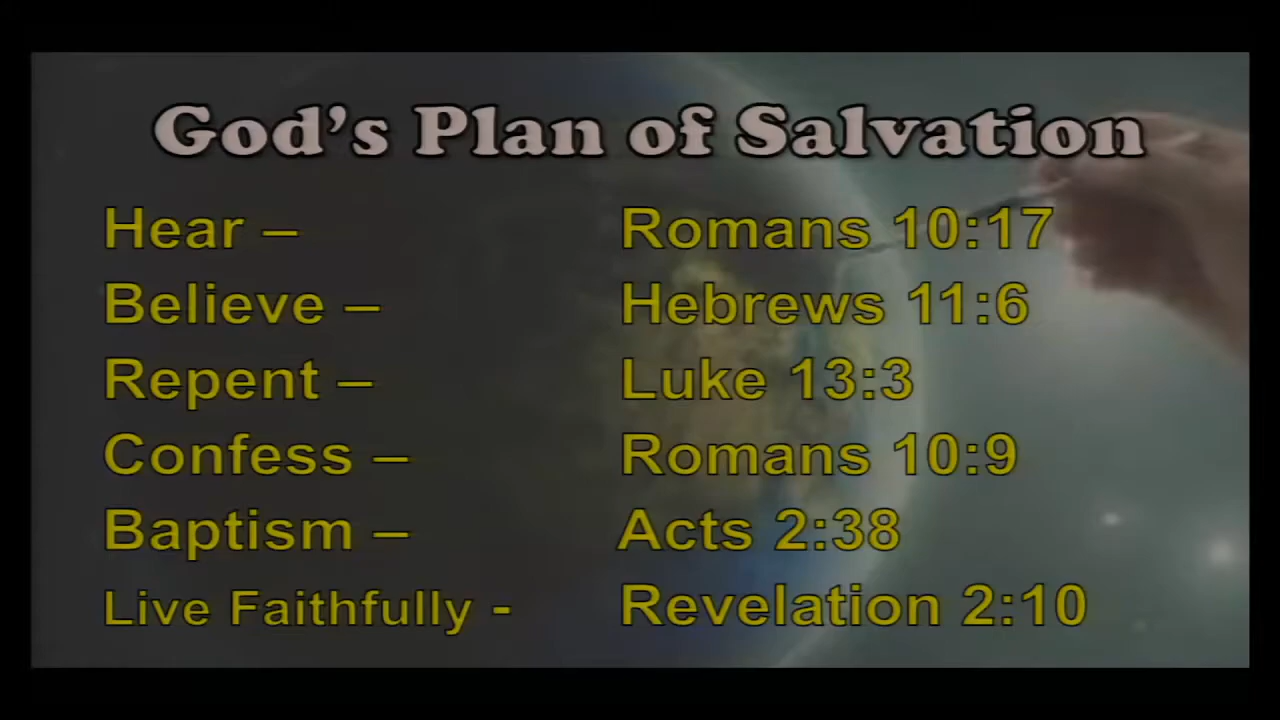 God's Plan of Salvation
Hear – Romans 10:17
Believe – Hebrews 11:6
Repent – Luke 13:3
Confess – Romans 10:9
Baptism – Acts 2:38
Live Faithfully - Revelation 2:10